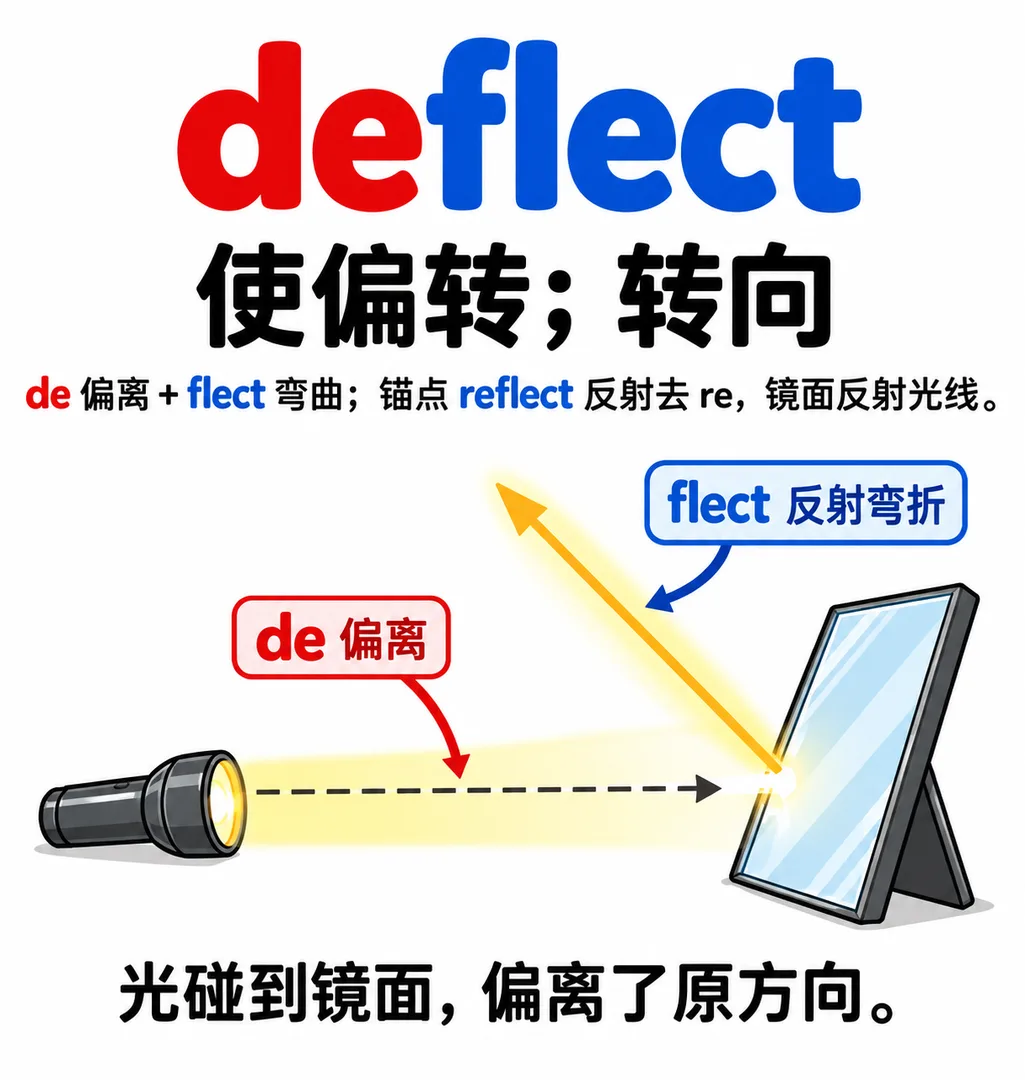 deflect
使偏转；转向
de 偏离 + flect 弯曲；锚点 reflect 反射去 re，镜面反射光线。
flect 反射弯折
de 偏离
光碰到镜面，偏离了原方向。